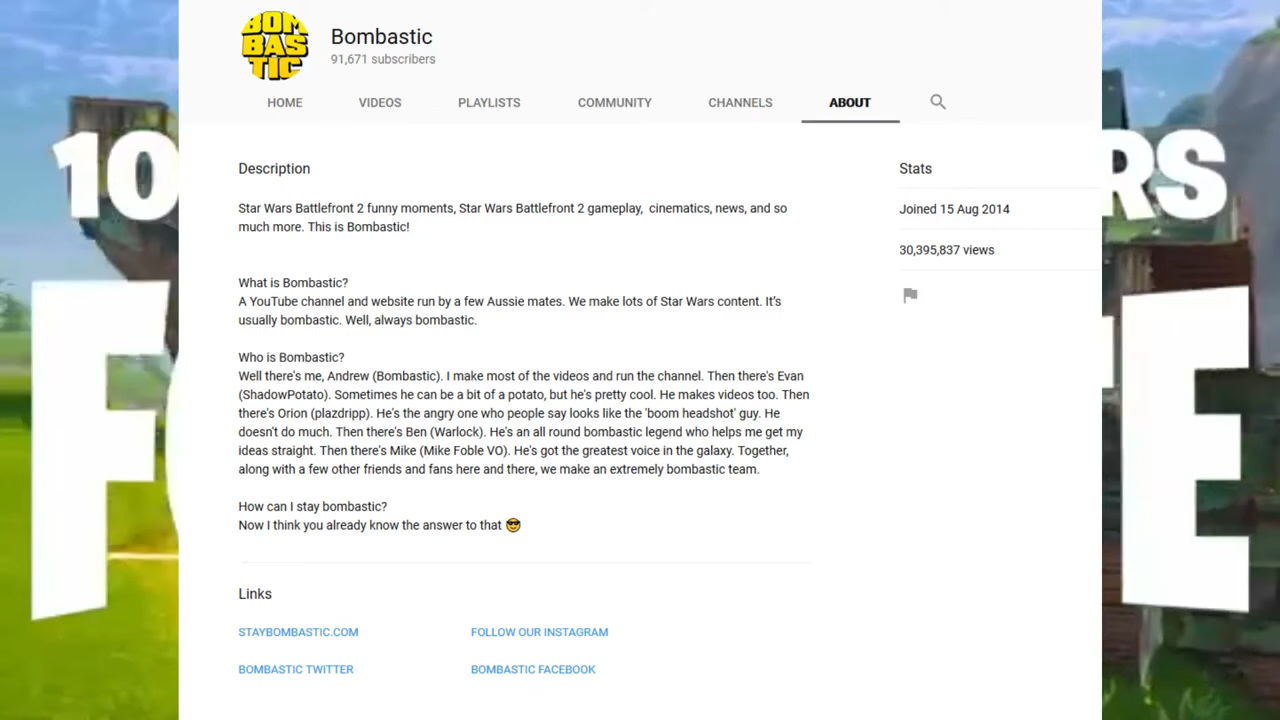 BOM
BAS
TIC
Bombastic
91,671 subscribers
HOME VIDEOS PLAYLISTS COMMUNITY CHANNELS ABOUT
Description
Star Wars Battlefront 2 funny moments, Star Wars Battlefront 2 gameplay,  cinematics, news, and so
much more. This is Bombastic!
What is Bombastic?
A YouTube channel and website run by a few Aussie mates. We make lots of Star Wars content. It's
usually bombastic. Well, always bombastic.
Who is Bombastic?
Well there's me, Andrew (Bombastic). I make most of the videos and run the channel. Then there's Evan
(ShadowPotato). Sometimes he can be a bit of a potato, but he's pretty cool. He makes videos too. Then
there's Orion (plazdripp). He's the angry one who people say looks like the 'boom headshot' guy. He
doesn't do much. Then there's Ben (Warlock). He's an all round bombastic legend who helps me get my
ideas straight. Then there's Mike (Mike Foble VO). He's got the greatest voice in the galaxy. Together,
along with a few other friends and fans here and there, we make an extremely bombastic team.
How can I stay bombastic?
Now I think you already know the answer to that 😎
Links
STAYBOMBASTIC.COM FOLLOW OUR INSTAGRAM
BOMBASTIC TWITTER BOMBASTIC FACEBOOK
Stats
Joined 15 Aug 2014
30,395,837 views
10
RS
F
E